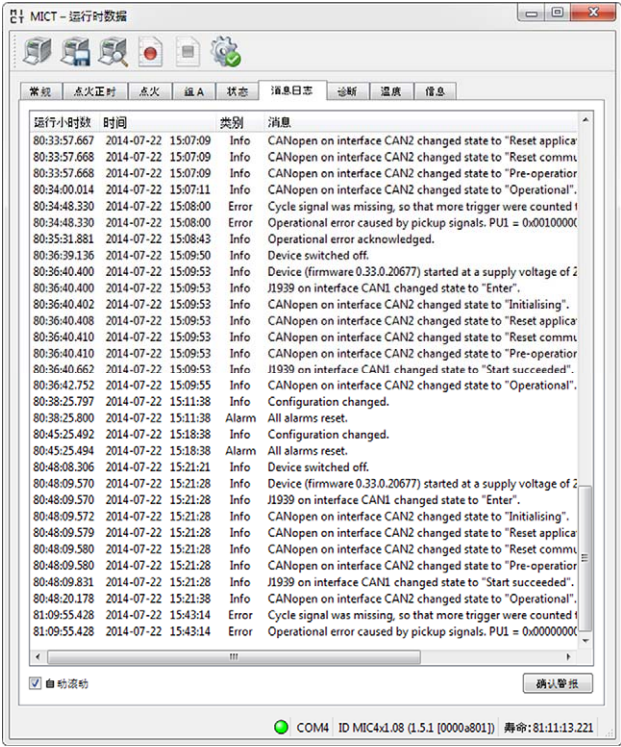 MICT – 运行时数据
常规 点火正时 点火 组 A 状态 消息日志 诊断 温度 信息
运行小时数 时间 类别 消息
80:33:57.667 2014-07-22 15:07:09 Info CANopen on interface CAN2 changed state to "Reset applica
80:33:57.668 2014-07-22 15:07:09 Info CANopen on interface CAN2 changed state to "Reset commu
80:33:57.668 2014-07-22 15:07:09 Info CANopen on interface CAN2 changed state to "Pre-operation
80:34:00.014 2014-07-22 15:07:11 Info CANopen on interface CAN2 changed state to "Operational".
80:34:48.330 2014-07-22 15:08:00 Error Cycle signal was missing, so that more trigger were counted t
80:34:48.330 2014-07-22 15:08:00 Error Operational error caused by pickup signals. PU1 = 0x00100000
80:35:31.881 2014-07-22 15:08:43 Info Operational error acknowledged.
80:36:39.136 2014-07-22 15:09:50 Info Device switched off.
80:36:40.400 2014-07-22 15:09:53 Info Device (firmware 0.33.0.20677) started at a supply voltage of 2
80:36:40.400 2014-07-22 15:09:53 Info J1939 on interface CAN1 changed state to "Enter".
80:36:40.402 2014-07-22 15:09:53 Info CANopen on interface CAN2 changed state to "Initialising".
80:36:40.408 2014-07-22 15:09:53 Info CANopen on interface CAN2 changed state to "Reset applica
80:36:40.410 2014-07-22 15:09:53 Info CANopen on interface CAN2 changed state to "Reset commu
80:36:40.410 2014-07-22 15:09:53 Info CANopen on interface CAN2 changed state to "Pre-operation
80:36:40.662 2014-07-22 15:09:53 Info J1939 on interface CAN1 changed state to "Start succeeded".
80:36:42.752 2014-07-22 15:09:55 Info CANopen on interface CAN2 changed state to "Operational".
80:38:25.797 2014-07-22 15:11:38 Info Configuration changed.
80:38:25.800 2014-07-22 15:11:38 Alarm All alarms reset.
80:45:25.492 2014-07-22 15:18:38 Info Configuration changed.
80:45:25.494 2014-07-22 15:18:38 Alarm All alarms reset.
80:48:08.306 2014-07-22 15:21:21 Info Device switched off.
80:48:09.570 2014-07-22 15:21:28 Info Device (firmware 0.33.0.20677) started at a supply voltage of 2
80:48:09.570 2014-07-22 15:21:28 Info J1939 on interface CAN1 changed state to "Enter".
80:48:09.572 2014-07-22 15:21:28 Info CANopen on interface CAN2 changed state to "Initialising".
80:48:09.579 2014-07-22 15:21:28 Info CANopen on interface CAN2 changed state to "Reset applica
80:48:09.580 2014-07-22 15:21:28 Info CANopen on interface CAN2 changed state to "Reset commu
80:48:09.580 2014-07-22 15:21:28 Info CANopen on interface CAN2 changed state to "Pre-operation
80:48:09.831 2014-07-22 15:21:28 Info J1939 on interface CAN1 changed state to "Start succeeded".
80:48:20.178 2014-07-22 15:21:38 Info CANopen on interface CAN2 changed state to "Operational".
81:09:55.428 2014-07-22 15:43:14 Error Cycle signal was missing, so that more trigger were counted t
81:09:55.428 2014-07-22 15:43:14 Error Operational error caused by pickup signals. PU1 = 0x00000000
自动滚动 确认警报
COM4 ID MIC4x1.08 (1.5.1 [0000a801]) 寿命:81:11:13.221